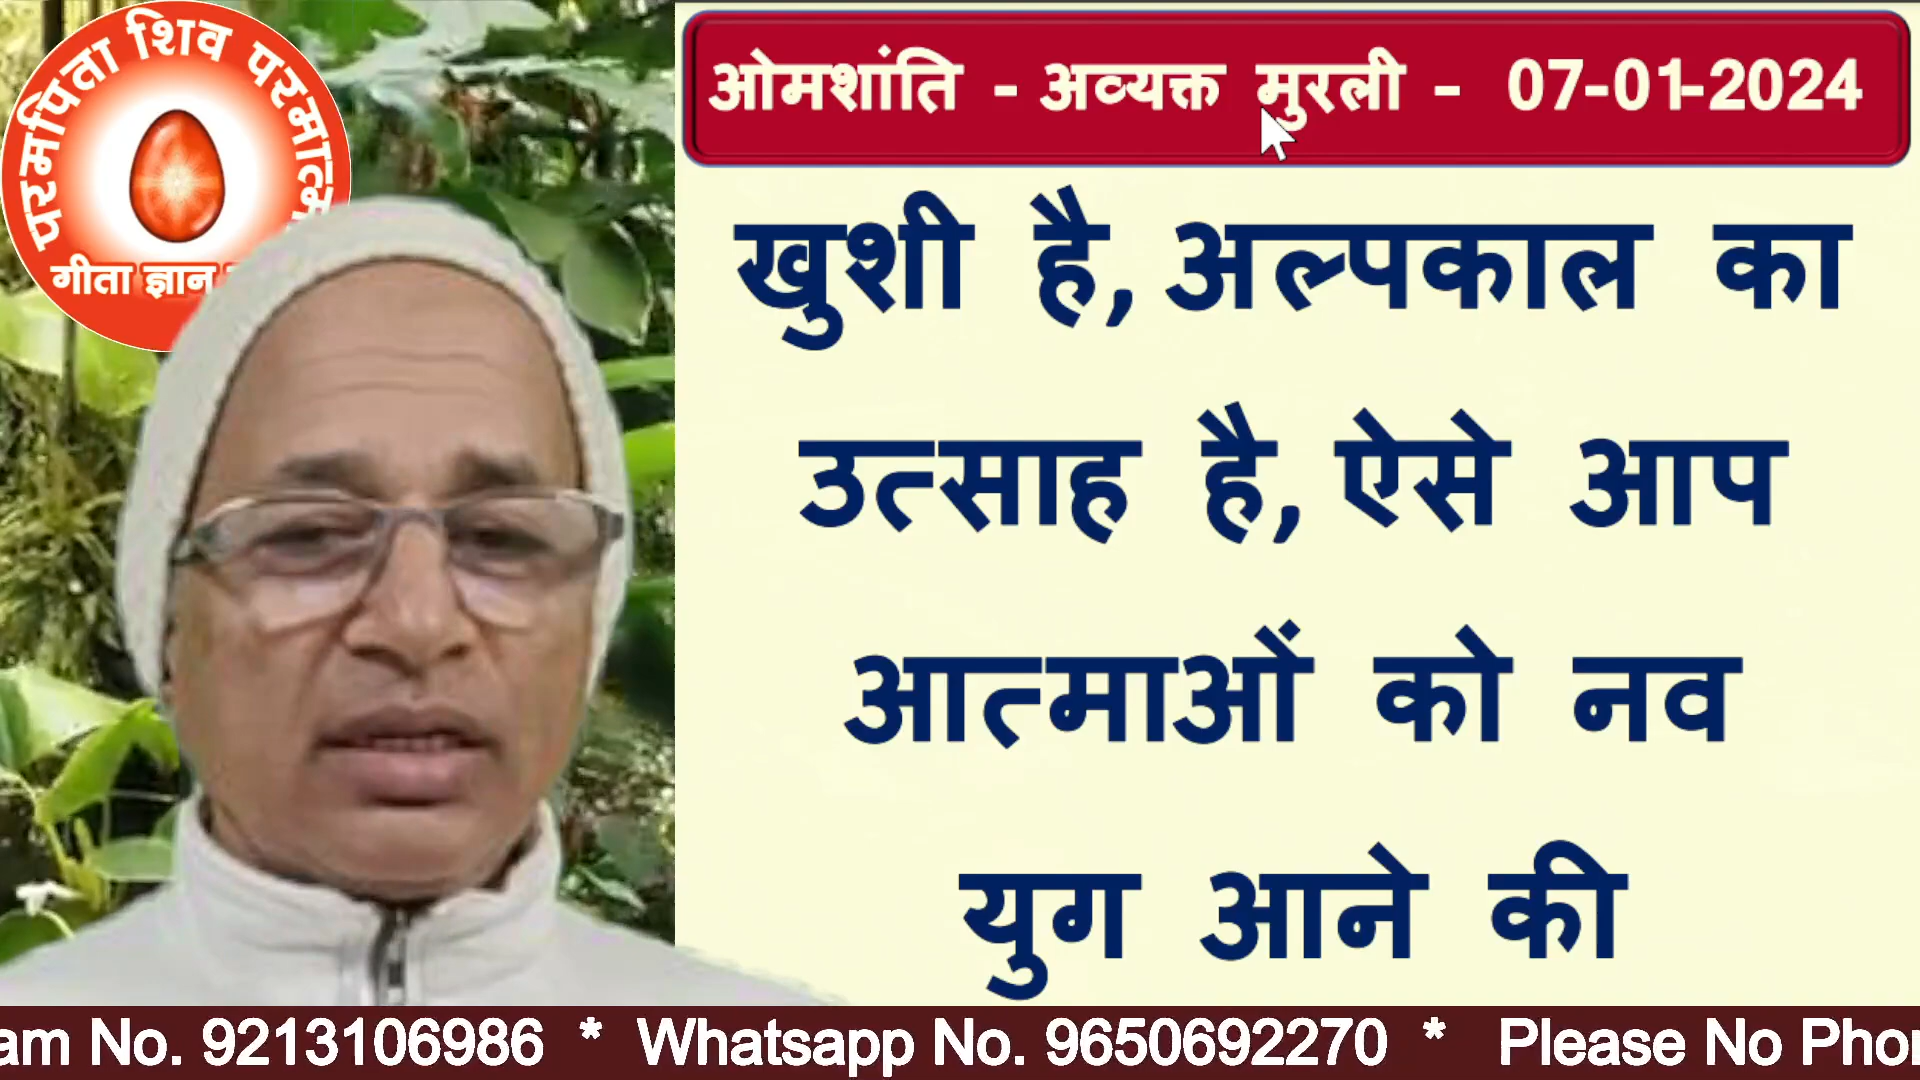 परमपिता शिव परमात्म
गीता ज्ञान
ओमशांति - अव्यक्त मुरली - 07-01-2024
खुशी है, अल्पकाल का
उत्साह है, ऐसे आप
आत्माओं को नव
युग आने की
am No. 9213106986 * Whatsapp No. 9650692270 * Please No Phon